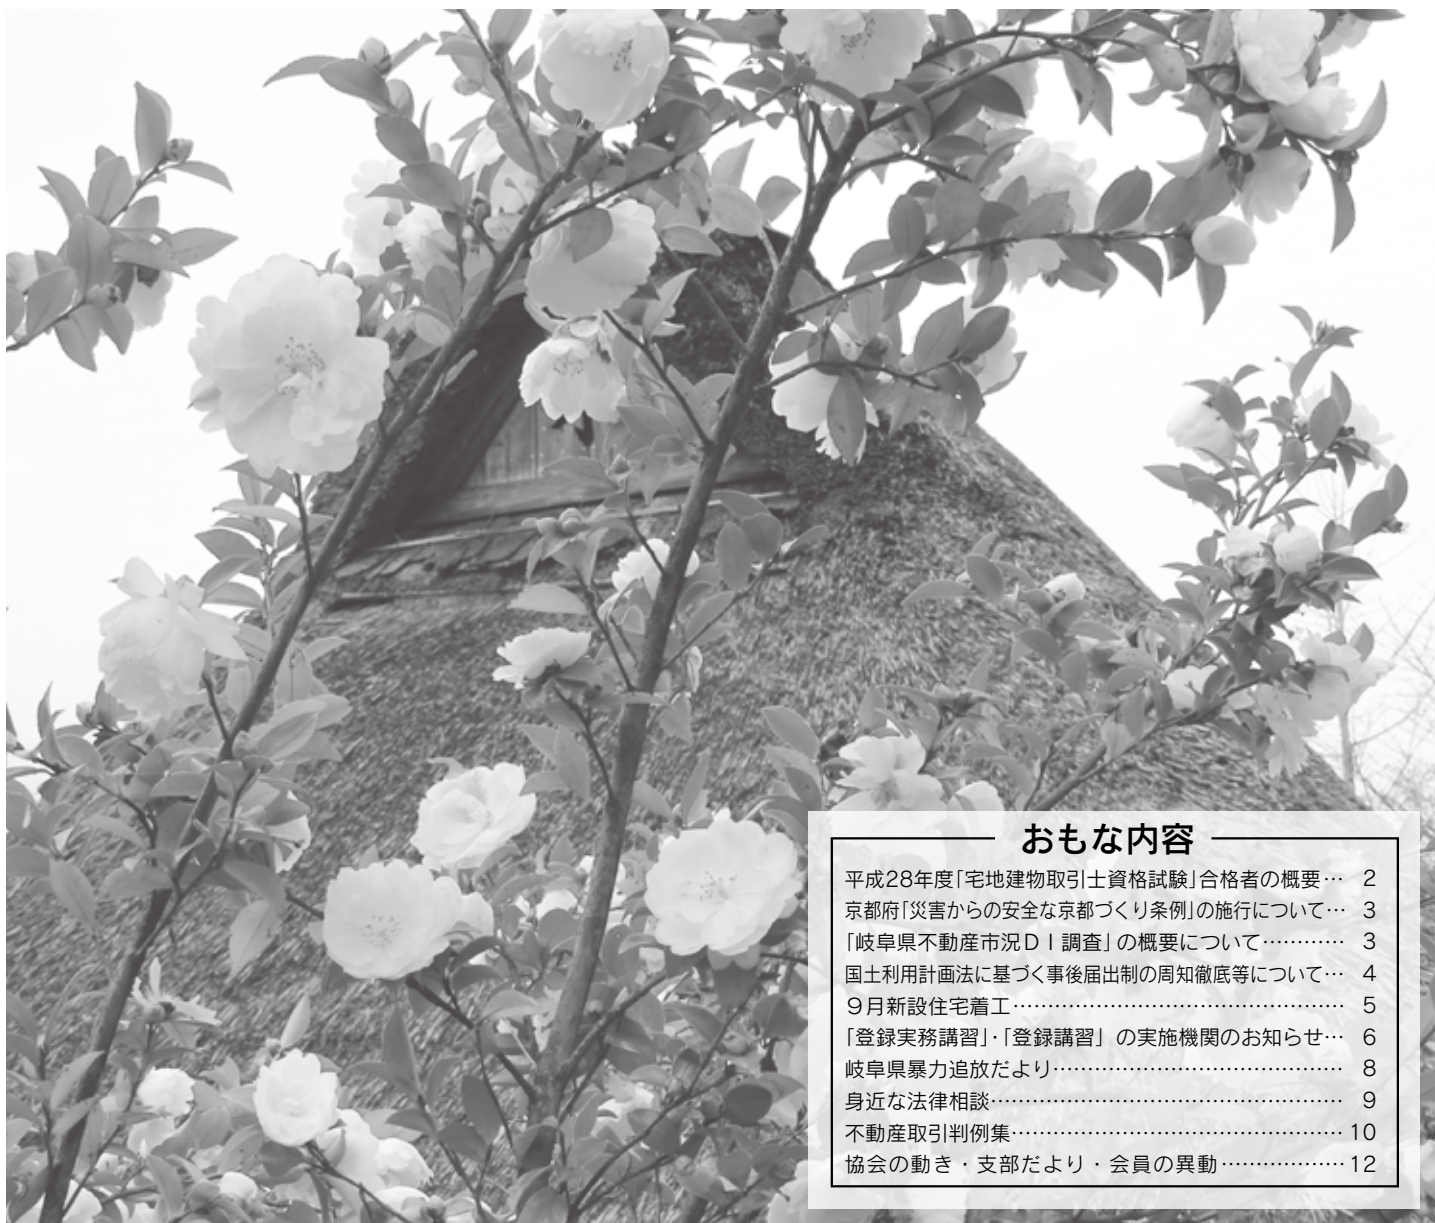 おもな内容
平成28年度「宅地建物取引士資格試験」合格者の概要… 2
京都府「災害からの安全な京都づくり条例」の施行について… 3
「岐阜県不動産市況ＤＩ調査」の概要について………… 3
国土利用計画法に基づく事後届出制の周知徹底等について… 4
９月新設住宅着工………………………………………… 5
「登録実務講習」・「登録講習」の実施機関のお知らせ… 6
岐阜県暴力追放だより…………………………………… 8
身近な法律相談…………………………………………… 9
不動産取引判例集…………………………………………10
協会の動き・支部だより・会員の異動………………12